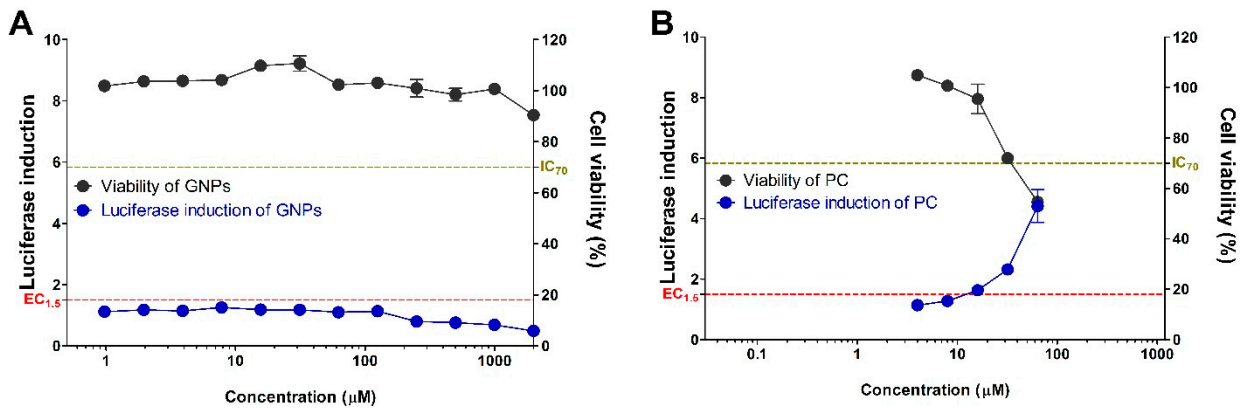 A
10
8
6
4
2
0
Luciferase induction
EC1.5
120
100
80
60
40
20
0
Cell viability (%)
IC70
Viability of GNPs
Luciferase induction of GNPs
1
10
100
1000
Concentration (μM)
B
10
8
6
4
2
0
Luciferase induction
EC1.5
120
100
80
60
40
20
0
Cell viability (%)
IC70
Viability of PC
Luciferase induction of PC
0.1
1
10
100
1000
Concentration (μM)